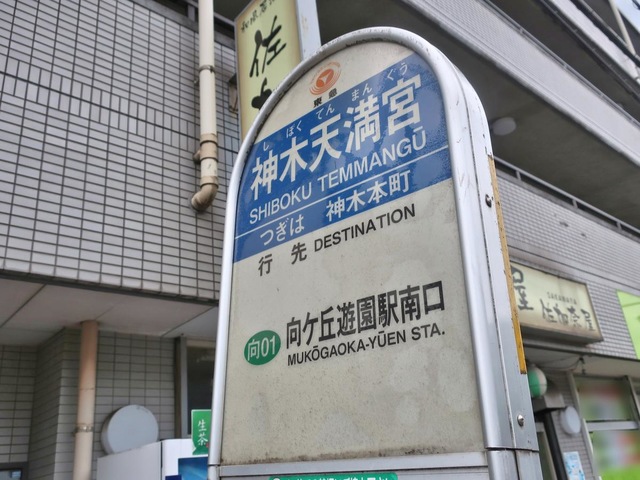 東急
しぼくてんまんぐう
神木天満宮
SHIBOKU TEMMANGŪ
つぎは 神木本町
行先 DESTINATION
向01 向ケ丘遊園駅南口
MUKŌGAOKA-YŪEN STA.
生茶